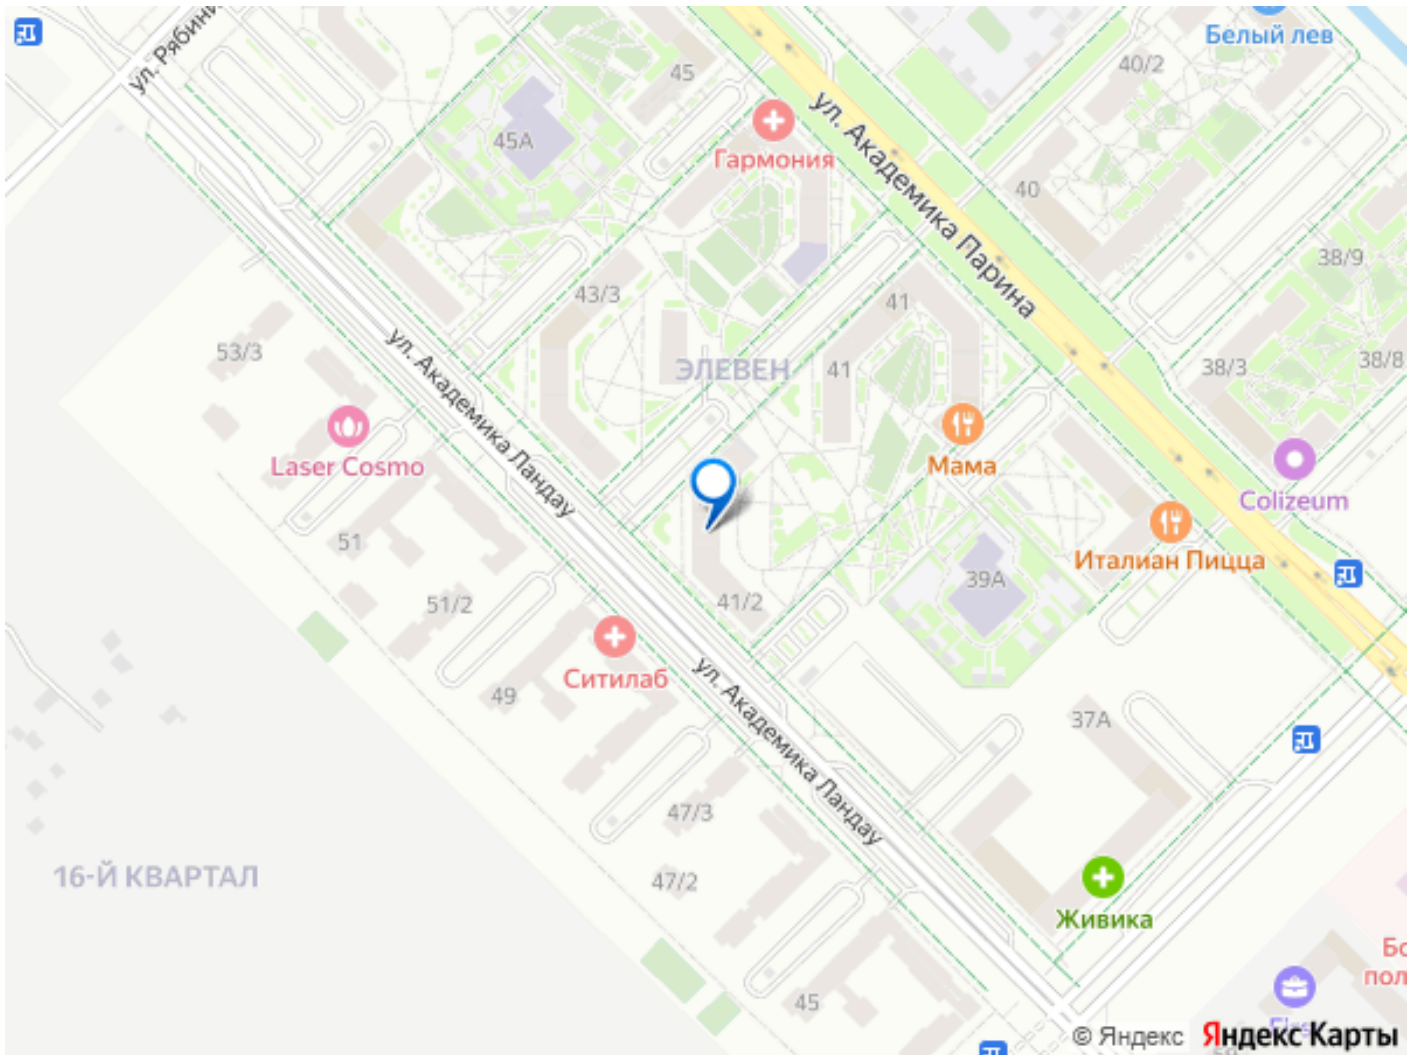 ул. Рябини
Белый лев
40/2
45
45А
ул. Академика Парина
Гармония
40
38/9
43/3
41
53/3
ул. Академика Ландау
ЭЛЕВЕН
41
38/3
38/8
Laser Cosmo
Мама
Colizeum
51
Италиан Пицца
39А
51/2
41/2
Ситилаб
49
ул. Академика Ландау
37А
47/3
16-Й КВАРТАЛ
47/2
Живика
Бо
пол
45
© Яндекс
Яндекс Карты